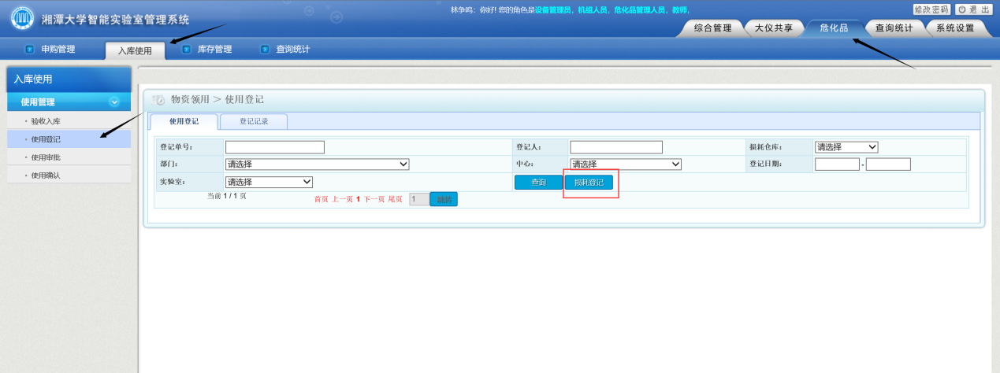 林争鸣：你好! 您的角色是设备管理员，机组人员，危化品管理人员，教师，
修改密码 退 出
湘潭大学智能实验室管理系统
综合管理 大仪共享 危化品 查询统计 系统设置
申购管理 入库使用 库存管理 查询统计
入库使用
使用管理
验收入库
使用登记
使用审批
使用确认
物资领用 > 使用登记
使用登记 登记记录
登记单号： 登记人： 损耗仓库： 请选择
部门： 请选择 中心： 请选择 登记日期： -
实验室： 请选择 查询 损耗登记
当前 1 / 1 页 首页 上一页 1 下一页 尾页 1 跳转